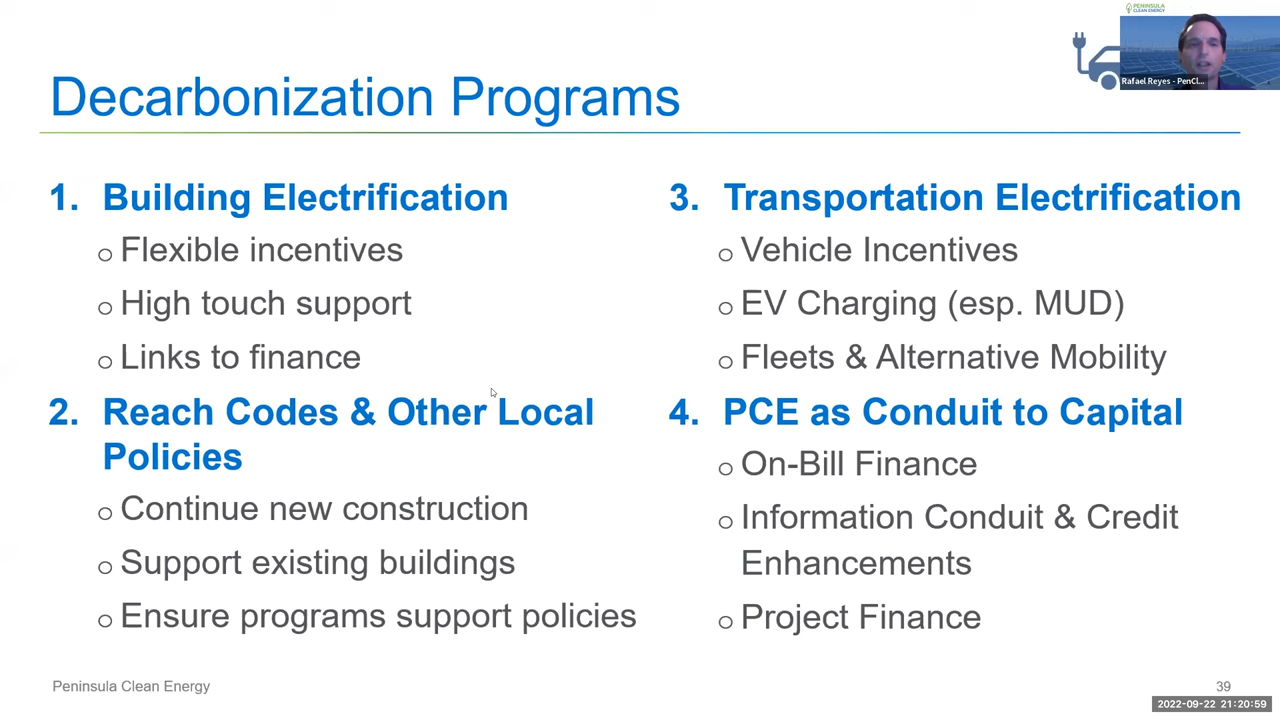 PENINSULA
CLEAN ENERGY
Rafael Reyes - PenCl...
Decarbonization Programs
1. Building Electrification
o Flexible incentives
o High touch support
o Links to finance
2. Reach Codes & Other Local
Policies
o Continue new construction
o Support existing buildings
o Ensure programs support policies
3. Transportation Electrification
o Vehicle Incentives
o EV Charging (esp. MUD)
o Fleets & Alternative Mobility
4. PCE as Conduit to Capital
o On-Bill Finance
o Information Conduit & Credit
Enhancements
o Project Finance
Peninsula Clean Energy
39
2022-09-22 21:20:59